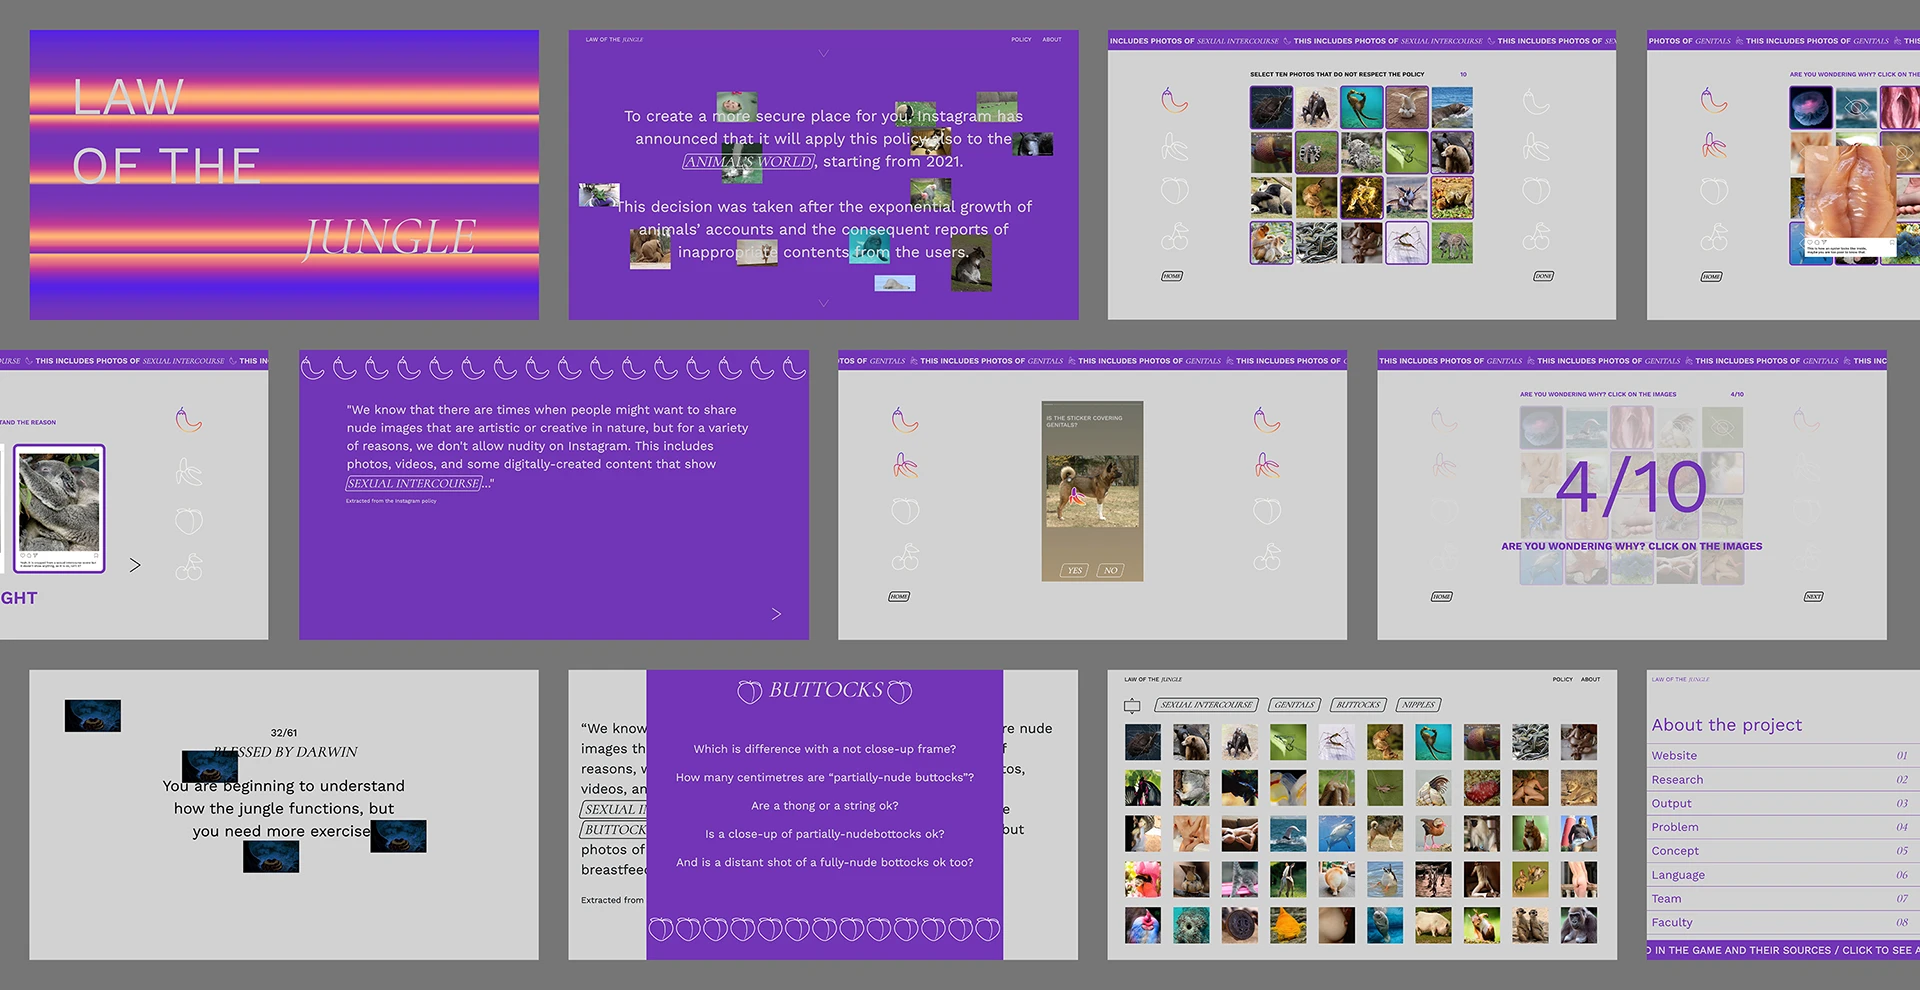 LAW
OF THE
JUNGLE
LAW OF THE JUNGLE
POLICY ABOUT
To create a more secure place for you, Instagram has
announced that it will apply this policy also to the
ANIMAL'S WORLD, starting from 2021.
This decision was taken after the exponential growth of
animals' accounts and the consequent reports of
inappropriate contents from the users.
INCLUDES PHOTOS OF SEXUAL INTERCOURSE THIS INCLUDES PHOTOS OF SEXUAL INTERCOURSE THIS INCLUDES PHOTOS OF SEX
SELECT TEN PHOTOS THAT DO NOT RESPECT THE POLICY 10
HOME
DONE
PHOTOS OF GENITALS THIS INCLUDES PHOTOS OF GENITALS THIS
ARE YOU WONDERING WHY? CLICK ON THE
HOME
URSE THIS INCLUDES PHOTOS OF SEXUAL INTERCOURSE THIS IN
TAND THE REASON
GHT
"We know that there are times when people might want to share
nude images that are artistic or creative in nature, but for a variety
of reasons, we don't allow nudity on Instagram. This includes
photos, videos, and some digitally-created content that show
SEXUAL INTERCOURSE..."
Extracted from the Instagram policy
OTOS OF GENITALS THIS INCLUDES PHOTOS OF GENITALS THIS INCLUDES PHOTOS OF GENITALS THIS INCLUDES PHOTOS OF G
IS THE STICKER COVERING
GENITALS?
YES NO
HOME
THIS INCLUDES PHOTOS OF GENITALS THIS INCLUDES PHOTOS OF GENITALS THIS INCLUDES PHOTOS OF GENITALS THIS INC
ARE YOU WONDERING WHY? CLICK ON THE IMAGES 4/10
4/10
ARE YOU WONDERING WHY? CLICK ON THE IMAGES
HOME
NEXT
32/61
BLESSED BY DARWIN
You are beginning to understand
how the jungle functions, but
you need more exercise
"We know re nude
images th f
reasons, w tos,
videos, an
SEXUAL I e
BUTTOCK but
photos of
breastfee
Extracted from
BUTTOCKS
Which is difference with a not close-up frame?
How many centimetres are "partially-nude buttocks"?
Are a thong or a string ok?
Is a close-up of partially-nudebottocks ok?
And is a distant shot of a fully-nude bottocks ok too?
LAW OF THE JUNGLE
POLICY ABOUT
SEXUAL INTERCOURSE GENITALS BUTTOCKS NIPPLES
LAW OF THE JUNGLE
About the project
Website 01
Research 02
Output 03
Problem 04
Concept 05
Language 06
Team 07
Faculty 08
D IN THE GAME AND THEIR SOURCES / CLICK TO SEE A